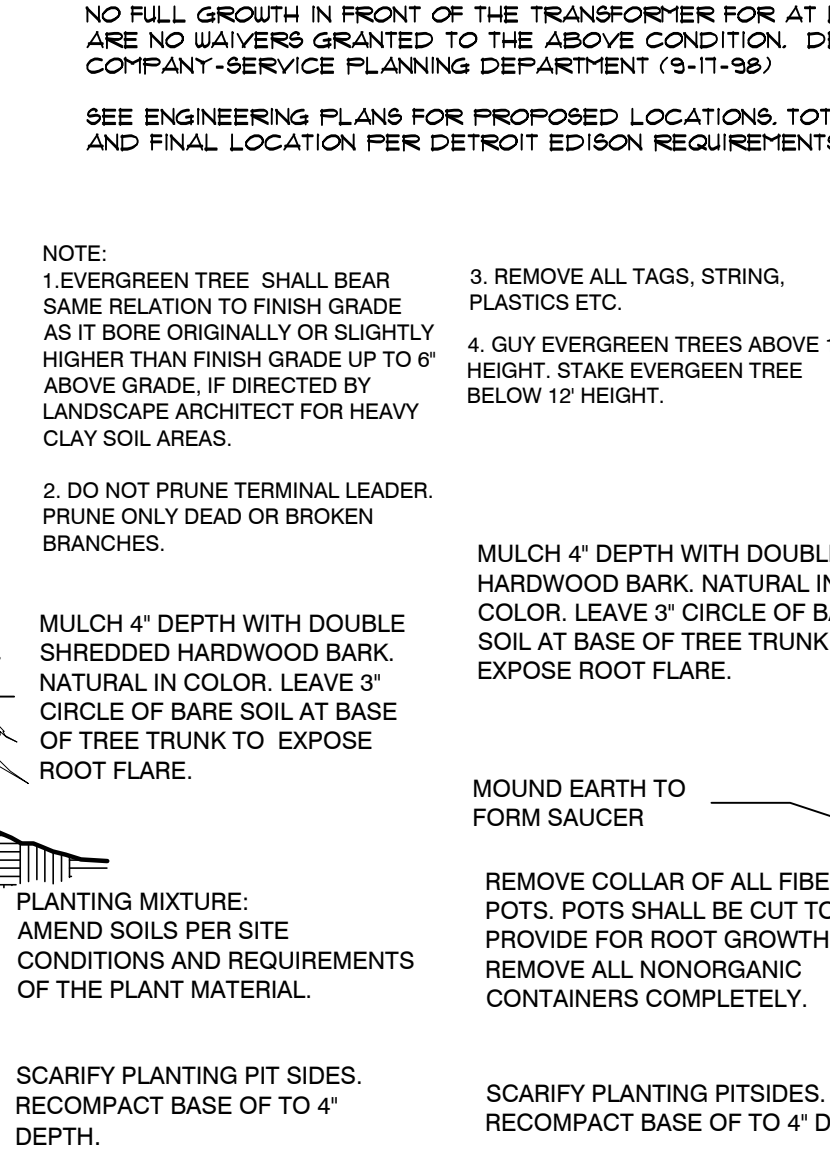 NO FULL GROWTH IN FRONT OF THE TRANSFORMER FOR AT
ARE NO WAIVERS GRANTED TO THE ABOVE CONDITION.
COMPANY-SERVICE PLANNING DEPARTMENT (9-17-98)
SEE ENGINEERING PLANS FOR PROPOSED LOCATIONS.
AND FINAL LOCATION PER DETROIT EDISON REQUIREMENTS
NOTE:
1.EVERGREEN TREE SHALL BEAR
SAME RELATION TO FINISH GRADE
AS IT BORE ORIGINALLY OR SLIGHTLY
HIGHER THAN FINISH GRADE UP TO 6"
ABOVE GRADE, IF DIRECTED BY
LANDSCAPE ARCHITECT FOR HEAVY
CLAY SOIL AREAS.
2. DO NOT PRUNE TERMINAL LEADER.
PRUNE ONLY DEAD OR BROKEN
BRANCHES.
MULCH 4" DEPTH WITH DOUBLE
SHREDDED HARDWOOD BARK.
NATURAL IN COLOR. LEAVE 3"
CIRCLE OF BARE SOIL AT BASE
OF TREE TRUNK TO EXPOSE
ROOT FLARE.
PLANTING MIXTURE:
AMEND SOILS PER SITE
CONDITIONS AND REQUIREMENTS
OF THE PLANT MATERIAL.
SCARIFY PLANTING PIT SIDES.
RECOMPACT BASE OF TO 4"
DEPTH.
3. REMOVE ALL TAGS, STRING,
PLASTICS ETC.
4. GUY EVERGREEN TREES ABOVE
HEIGHT. STAKE EVERGEEN TREE
BELOW 12' HEIGHT.
MULCH 4" DEPTH WITH DOUBLE
HARDWOOD BARK. NATURAL IN
COLOR. LEAVE 3" CIRCLE OF
SOIL AT BASE OF TREE TRUNK
EXPOSE ROOT FLARE.
MOUND EARTH TO
FORM SAUCER
REMOVE COLLAR OF ALL
POTS. POTS SHALL BE CUT TO
PROVIDE FOR ROOT GROWTH
REMOVE ALL NONORGANIC
CONTAINERS COMPLETELY.
SCARIFY PLANTING PITSIDES.
RECOMPACT BASE OF TO 4"